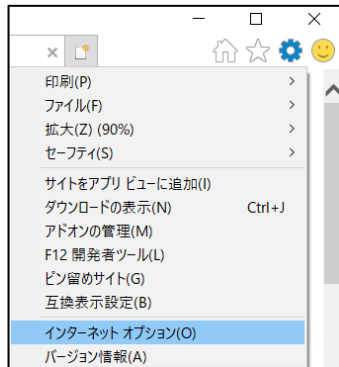 印刷(P)
ファイル(F)
拡大(Z) (90%)
セーフティ(S)
サイトをアプリ ビューに追加(I)
ダウンロードの表示(N) Ctrl+J
アドオンの管理(M)
F12 開発者ツール(L)
ピン留めサイト(G)
互換表示設定(B)
インターネット オプション(O)
バージョン情報(A)